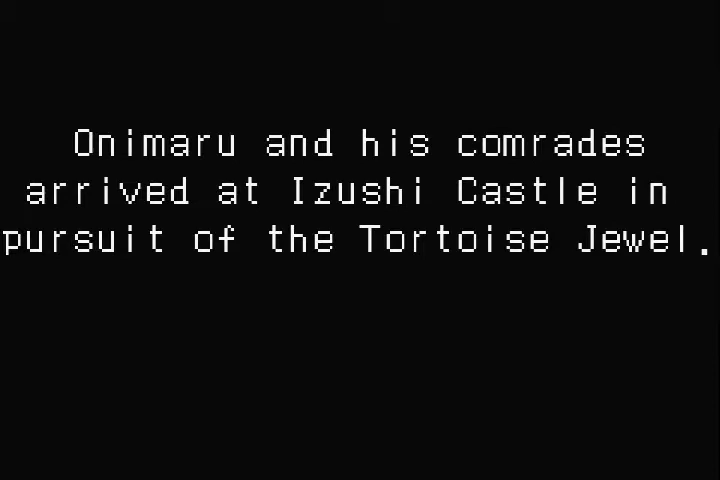 Onimaru and his comrades
arrived at Izushi Castle in
pursuit of the Tortoise Jewel.